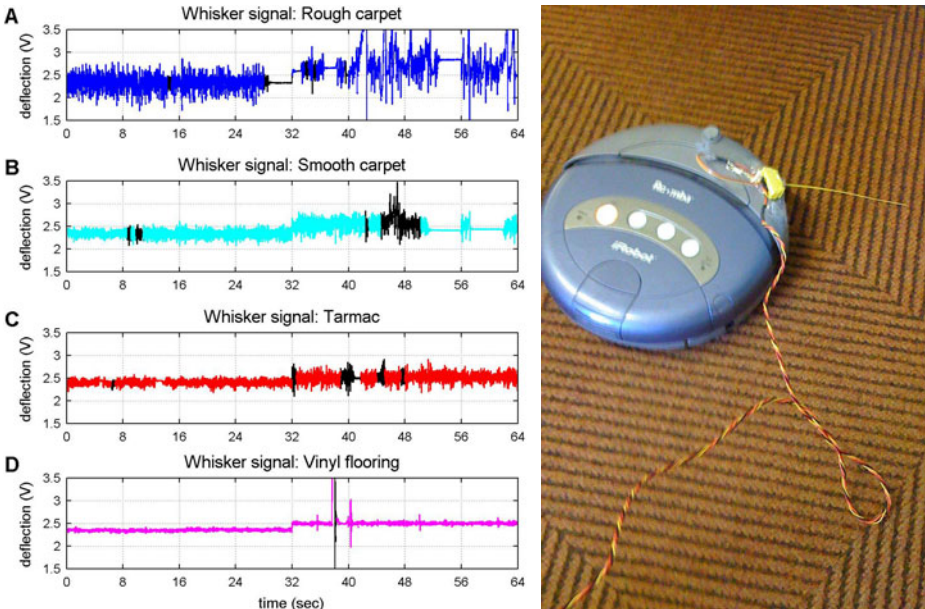 A
Whisker signal: Rough carpet
deflection (V)
3.5
3
2.5
2
1.5
0 8 16 24 32 40 48 56 64
B
Whisker signal: Smooth carpet
deflection (V)
3.5
3
2.5
2
1.5
0 8 16 24 32 40 48 56 64
C
Whisker signal: Tarmac
deflection (V)
3.5
3
2.5
2
1.5
0 8 16 24 32 40 48 56 64
D
Whisker signal: Vinyl flooring
deflection (V)
3.5
3
2.5
2
1.5
0 8 16 24 32 40 48 56 64
time (sec)
Roomba
iRobot